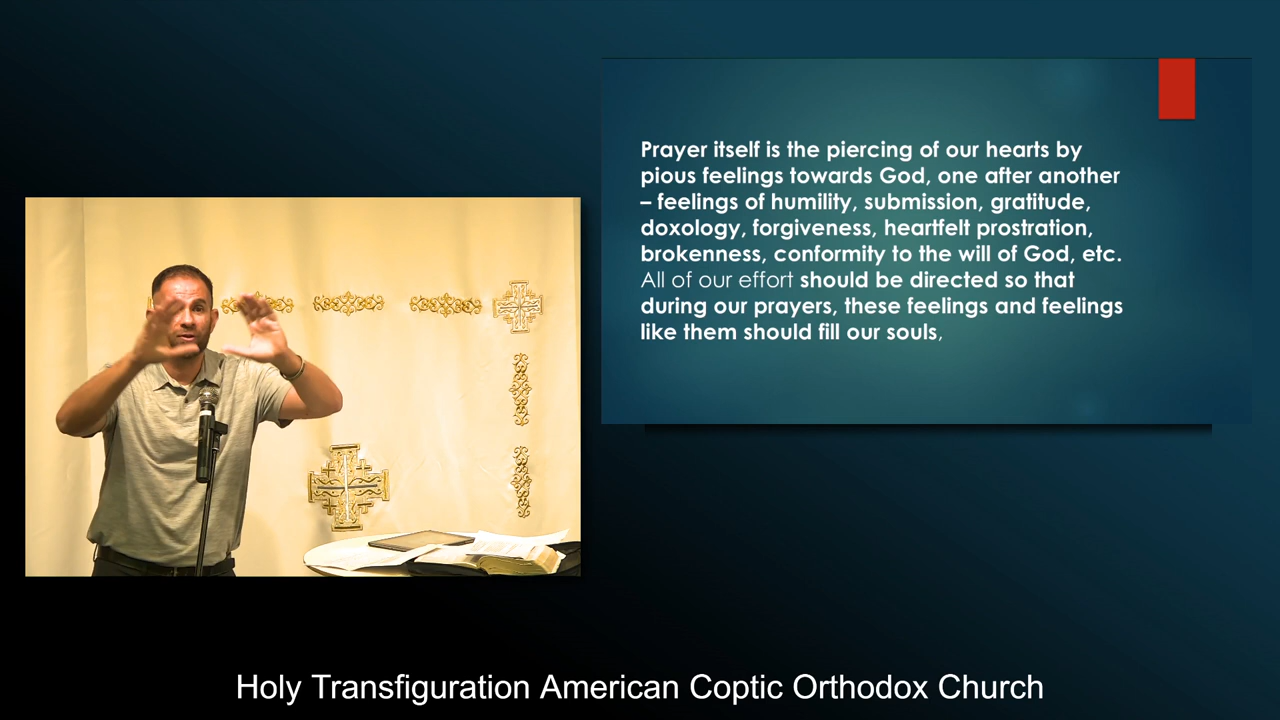 Prayer itself is the piercing of our hearts by
pious feelings towards God, one after another
– feelings of humility, submission, gratitude,
doxology, forgiveness, heartfelt prostration,
brokenness, conformity to the will of God, etc.
All of our effort should be directed so that
during our prayers, these feelings and feelings
like them should fill our souls,
Holy Transfiguration American Coptic Orthodox Church